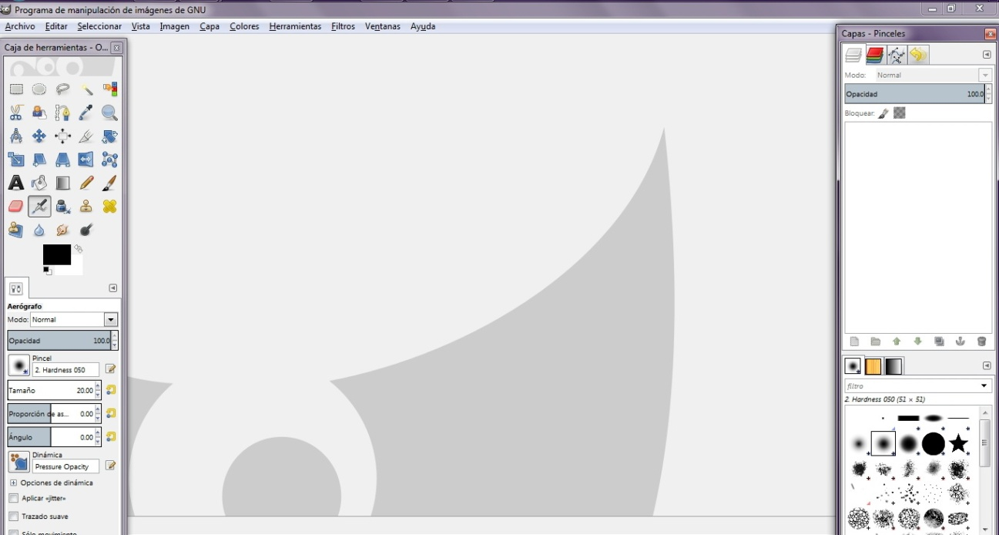 Programa de manipulación de imágenes de GNU
Archivo Editar Seleccionar Vista Imagen Capa Colores Herramientas Filtros Ventanas Ayuda
Caja de herramientas - O...
Aerógrafo
Modo: Normal
Opacidad 100.0
Pincel
2. Hardness 050
Tamaño 20.00
Proporción de as... 0.00
Ángulo 0.00
Dinámica
Pressure Opacity
Opciones de dinámica
Aplicar «jitter»
Trazado suave
Sólo movimiento
Capas - Pinceles
Modo: Normal
Opacidad 100.0
Bloquear:
filtro
2. Hardness 050 (51 × 51)